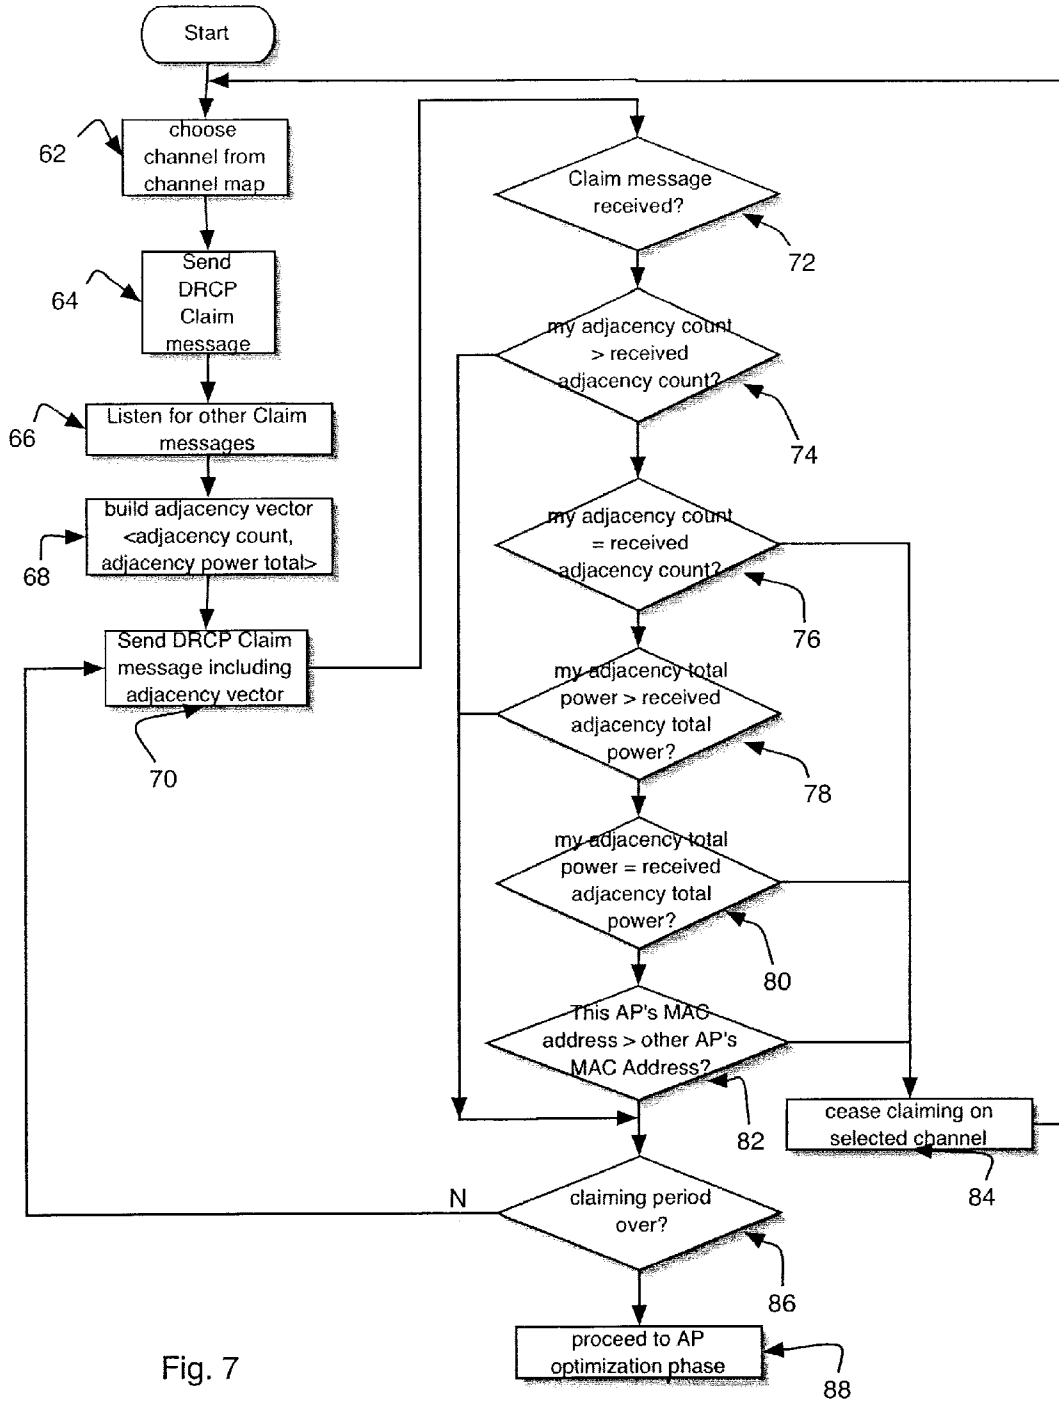 Start
62
choose
channel from
channel map
64
Send
DRCP
Claim
message
66
Listen for other Claim
messages
68
build adjacency vector
<adjacency count,
adjacency power total>
Send DRCP Claim
message including
adjacency vector
70
Claim message
received?
72
my adjacency count
> received
adjacency count?
74
my adjacency count
= received
adjacency count?
76
my adjacency total
power > received
adjacency total
power?
78
my adjacency total
power = received
adjacency total
power?
80
This AP's MAC
address > other AP's
MAC Address?
82
cease claiming on
selected channel
84
N
claiming period
over?
86
proceed to AP
optimization phase
88
Fig. 7